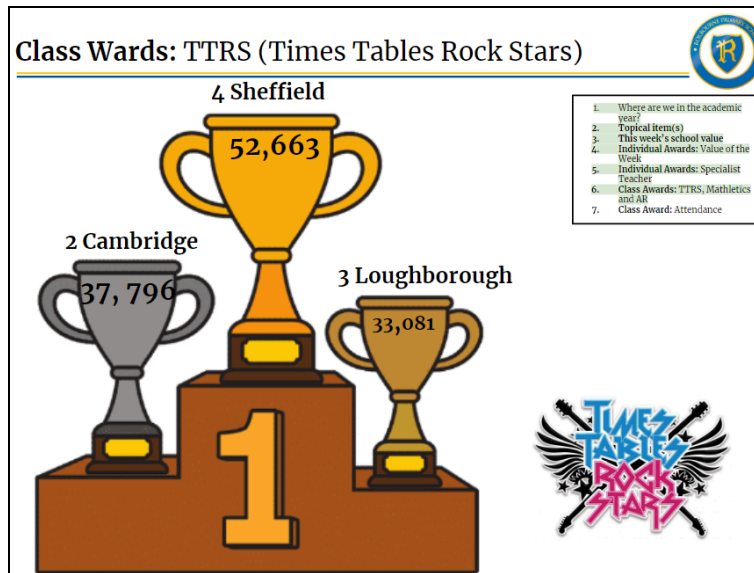 Class Wards: TTRS (Times Tables Rock Stars)
4 Sheffield
52,663
2 Cambridge
37, 796
3 Loughborough
33,081
1
1. Where are we in the academic
year?
2. Topical item(s)
3. This week's school value
4. Individual Awards: Value of the
Week
5. Individual Awards: Specialist
Teacher
6. Class Awards: TTRS, Mathletics
and AR
7. Class Award: Attendance
R
TIMES
TABLES
ROCK
STARS